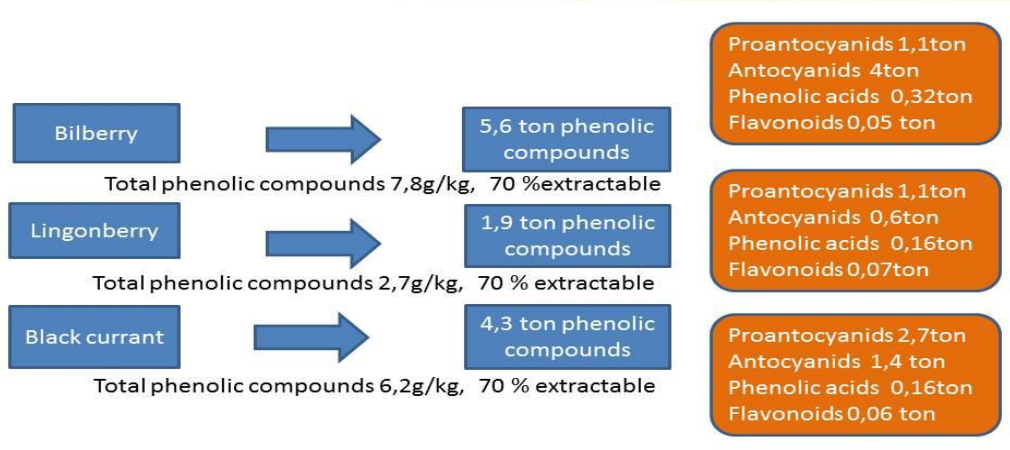 Bilberry
5,6 ton phenolic
compounds
Proantocyanids 1,1ton
Antocyanids 4ton
Phenolic acids 0,32ton
Flavonoids 0,05 ton
Total phenolic compounds 7,8g/kg, 70 %extractable
Lingonberry
1,9 ton phenolic
compounds
Proantocyanids 1,1ton
Antocyanids 0,6ton
Phenolic acids 0,16ton
Flavonoids 0,07ton
Total phenolic compounds 2,7g/kg, 70 % extractable
Black currant
4,3 ton phenolic
compounds
Proantocyanids 2,7ton
Antocyanids 1,4 ton
Phenolic acids 0,16ton
Flavonoids 0,06 ton
Total phenolic compounds 6,2g/kg, 70 % extractable